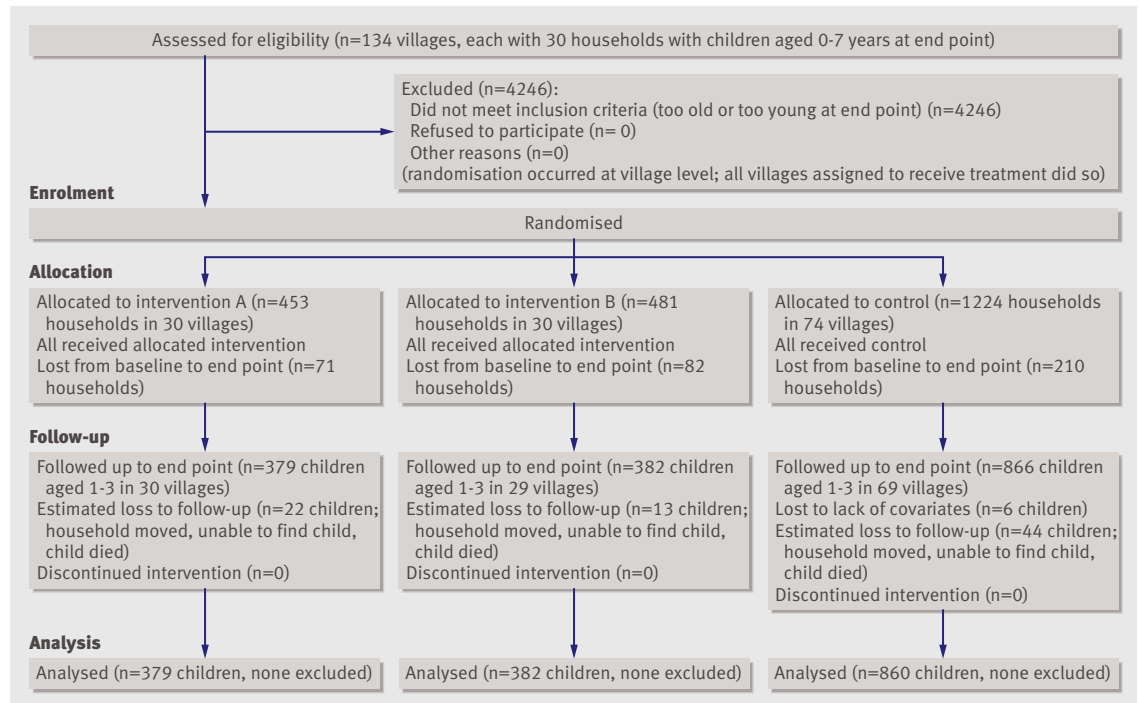 Assessed for eligibility (n=134 villages, each with 30 households with children aged 0-7 years at end point)
Excluded (n=4246):
Did not meet inclusion criteria (too old or too young at end point) (n=4246)
Refused to participate (n= 0)
Other reasons (n=0)
(randomisation occurred at village level; all villages assigned to receive treatment did so)
Enrolment
Randomised
Allocation
Allocated to intervention A (n=453
households in 30 villages)
All received allocated intervention
Lost from baseline to end point (n=71
households)
Allocated to intervention B (n=481
households in 30 villages)
All received allocated intervention
Lost from baseline to end point (n=82
households)
Allocated to control (n=1224 households
in 74 villages)
All received control
Lost from baseline to end point (n=210
households)
Follow-up
Followed up to end point (n=379 children
aged 1-3 in 30 villages)
Estimated loss to follow-up (n=22 children;
household moved, unable to find child,
child died)
Discontinued intervention (n=0)
Followed up to end point (n=382 children
aged 1-3 in 29 villages)
Estimated loss to follow-up (n=13 children;
household moved, unable to find child,
child died)
Discontinued intervention (n=0)
Followed up to end point (n=866 children
aged 1-3 in 69 villages)
Lost to lack of covariates (n=6 children)
Estimated loss to follow-up (n=44 children;
household moved, unable to find child,
child died)
Discontinued intervention (n=0)
Analysis
Analysed (n=379 children, none excluded)
Analysed (n=382 children, none excluded)
Analysed (n=860 children, none excluded)